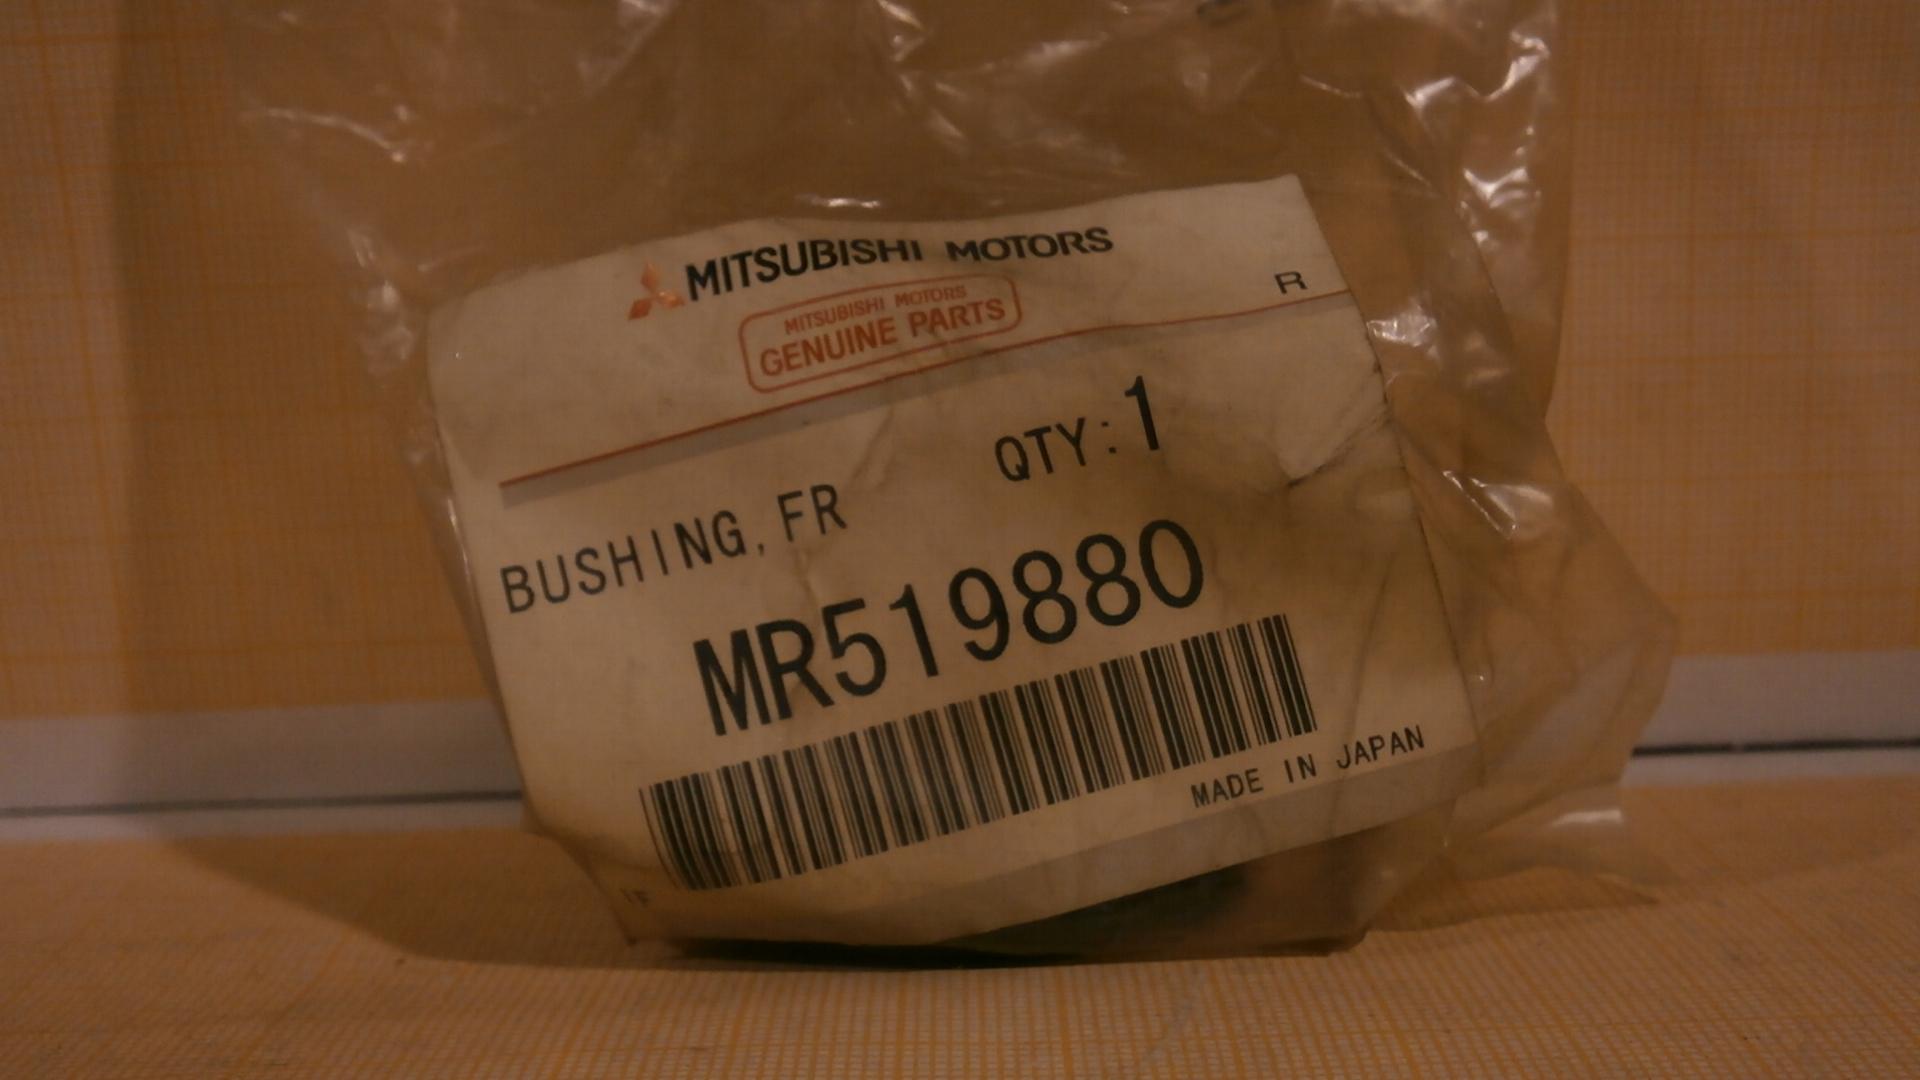 MITSUBISHI MOTORS
MITSUBISHI MOTORS
GENUINE PARTS
R
QTY:1
BUSHING,FR
MR519880
MADE IN JAPAN